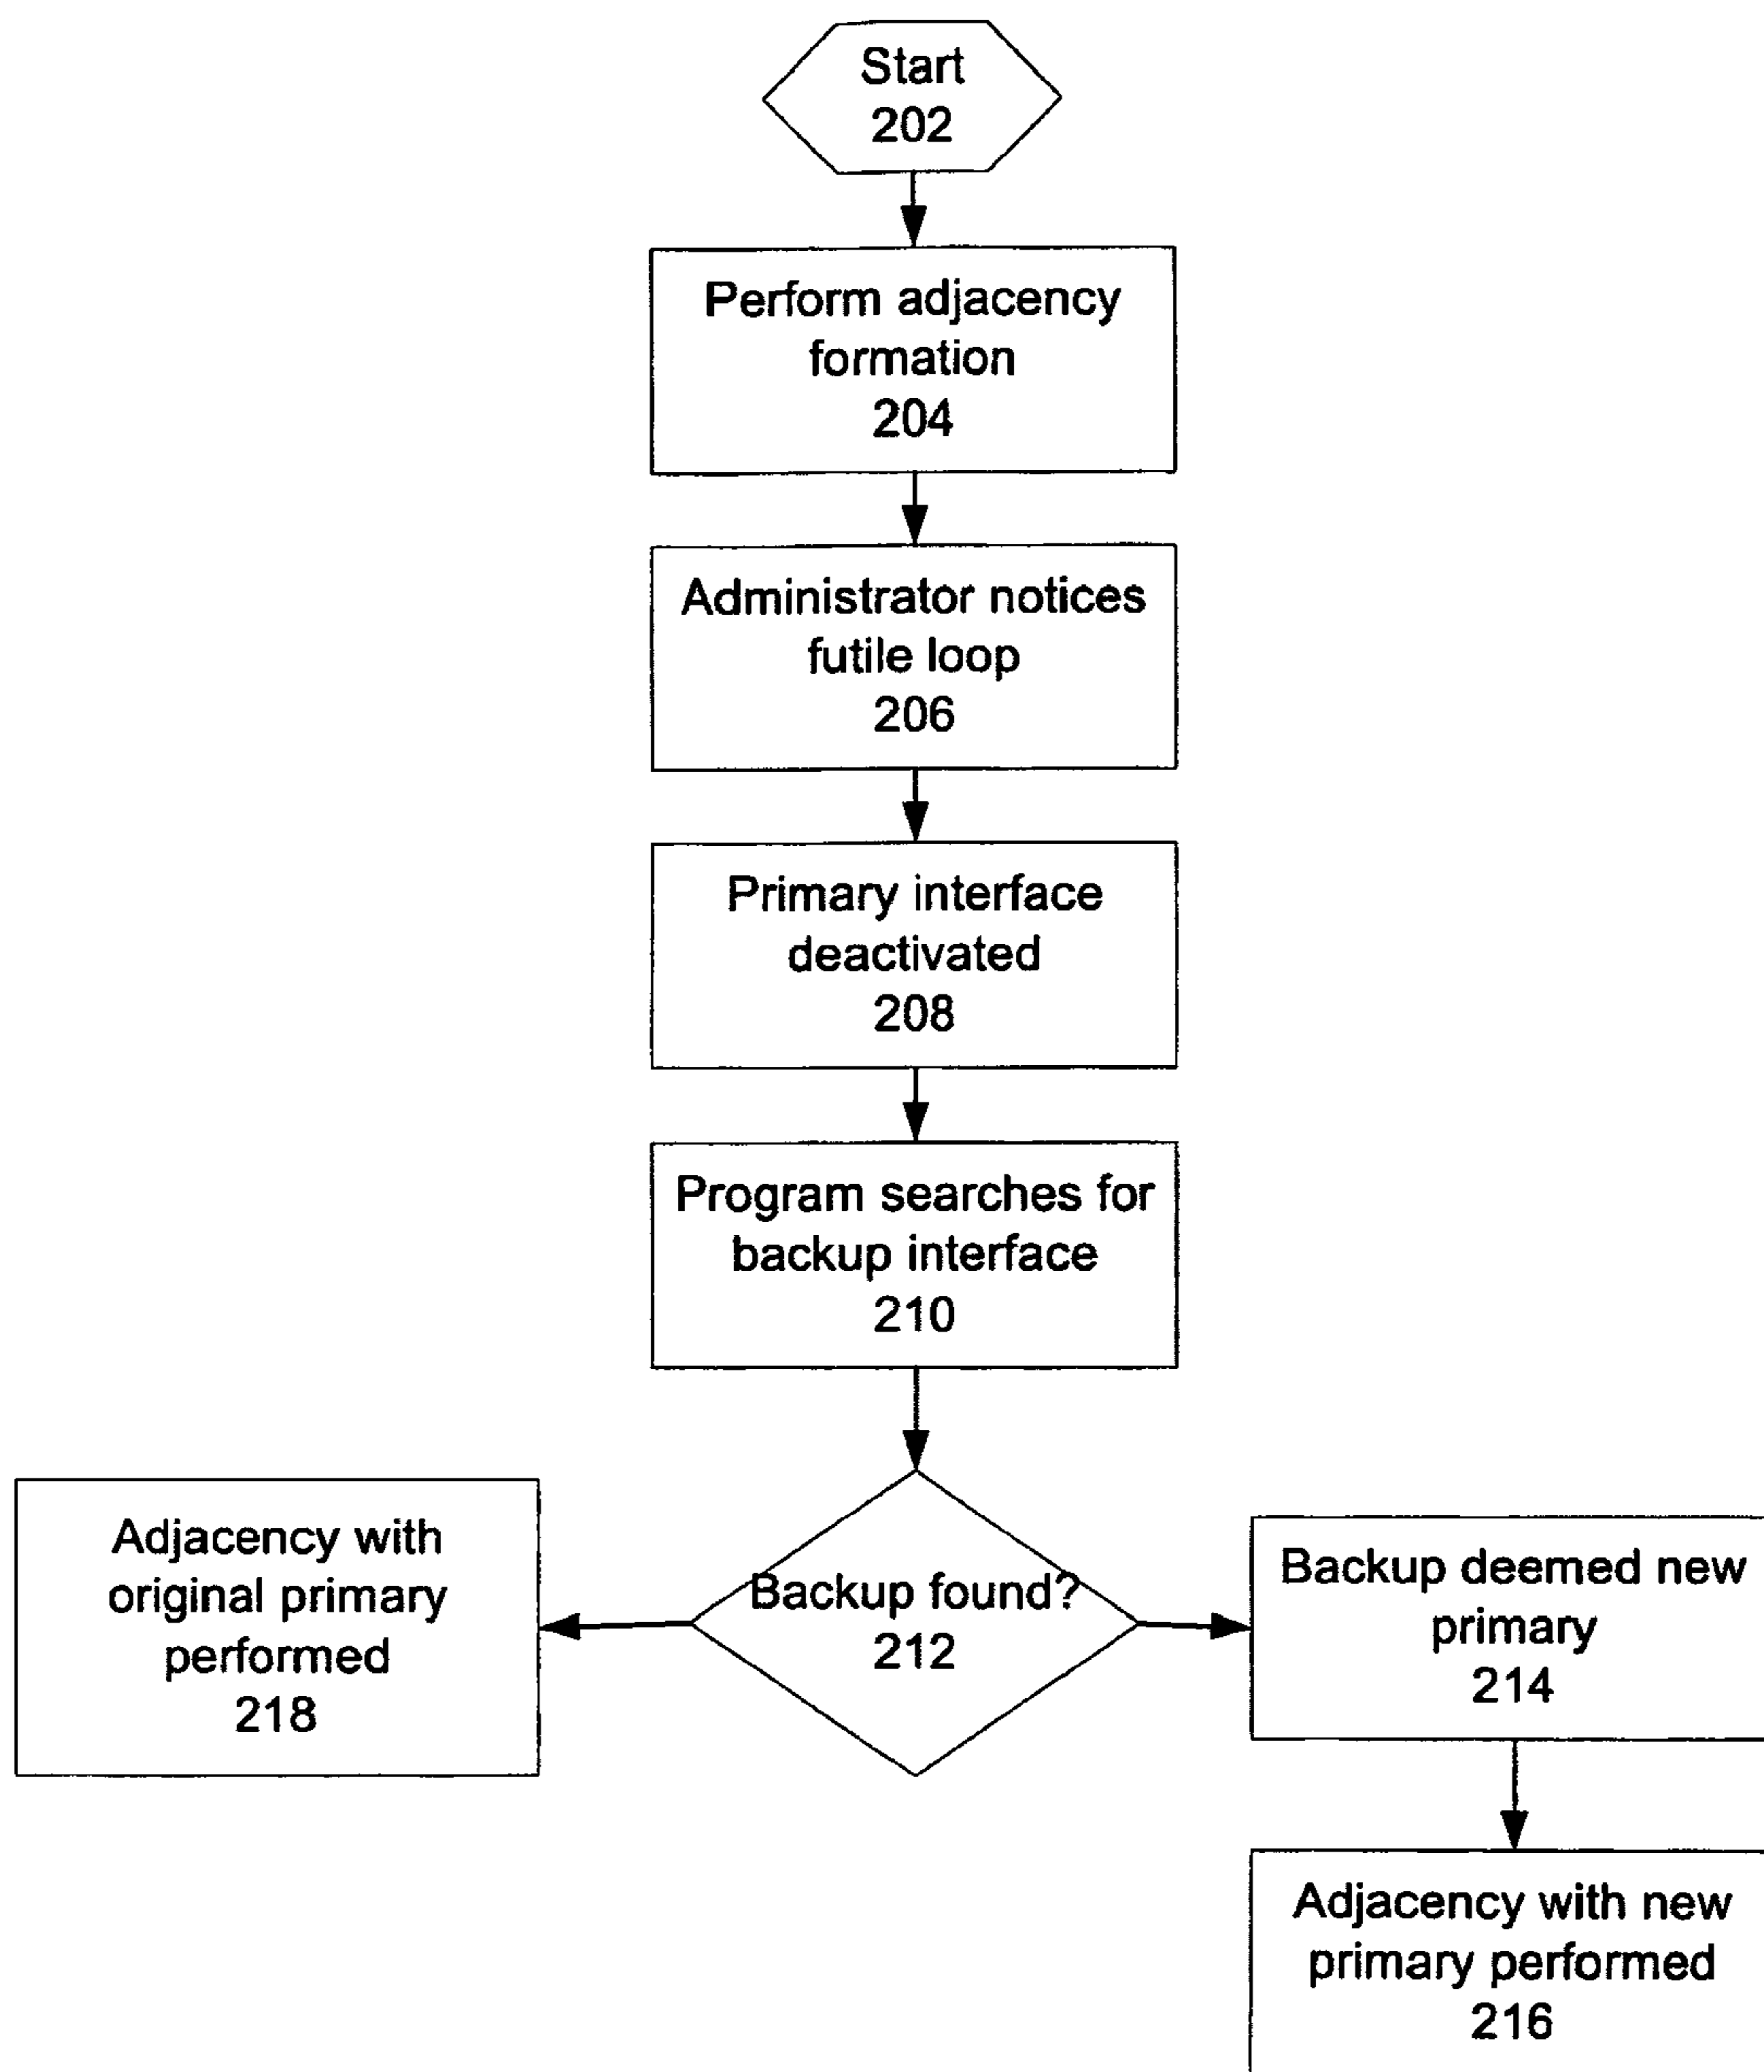 Start
202
Perform adjacency
formation
204
Administrator notices
futile loop
206
Primary interface
deactivated
208
Program searches for
backup interface
210
Backup found?
212
Adjacency with
original primary
performed
218
Backup deemed new
primary
214
Adjacency with new
primary performed
216